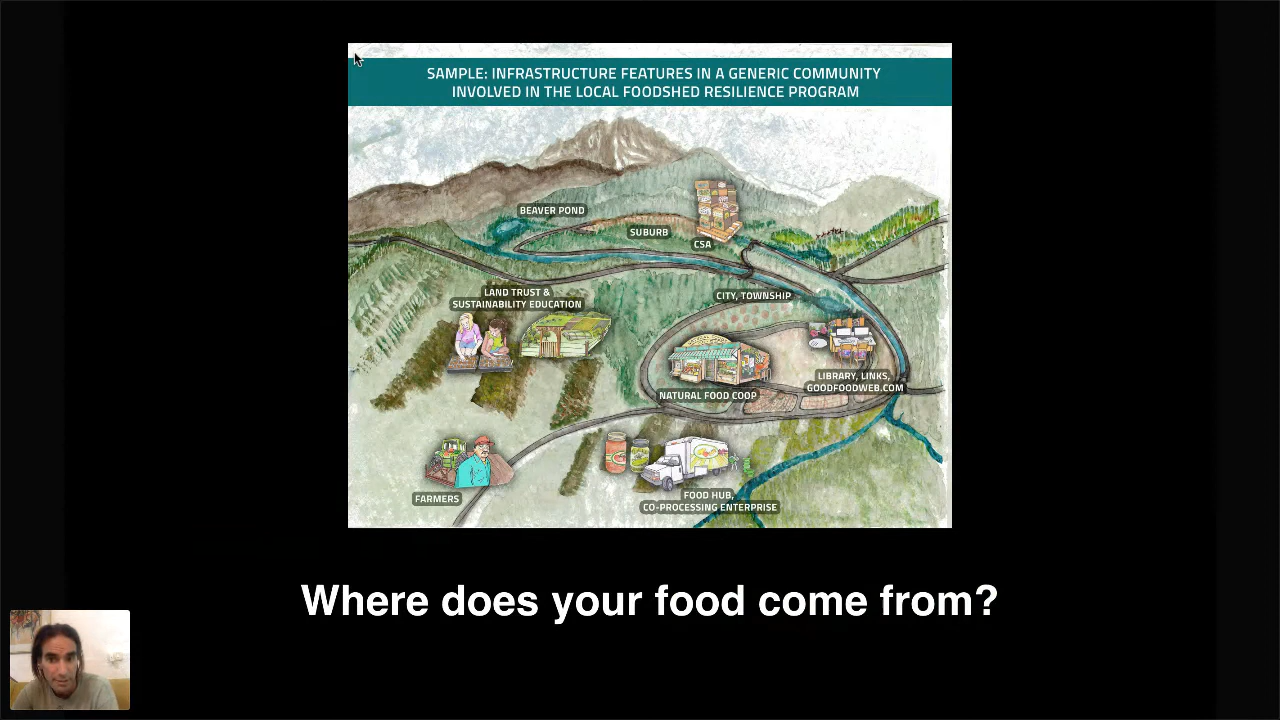 SAMPLE: INFRASTRUCTURE FEATURES IN A GENERIC COMMUNITY
INVOLVED IN THE LOCAL FOODSHED RESILIENCE PROGRAM
BEAVER POND
SUBURB
CSA
LAND TRUST &
SUSTAINABILITY EDUCATION
CITY, TOWNSHIP
LIBRARY, LINKS,
GOODFOODWEB.COM
NATURAL FOOD COOP
FARMERS
FOOD HUB,
CO-PROCESSING ENTERPRISE
Where does your food come from?